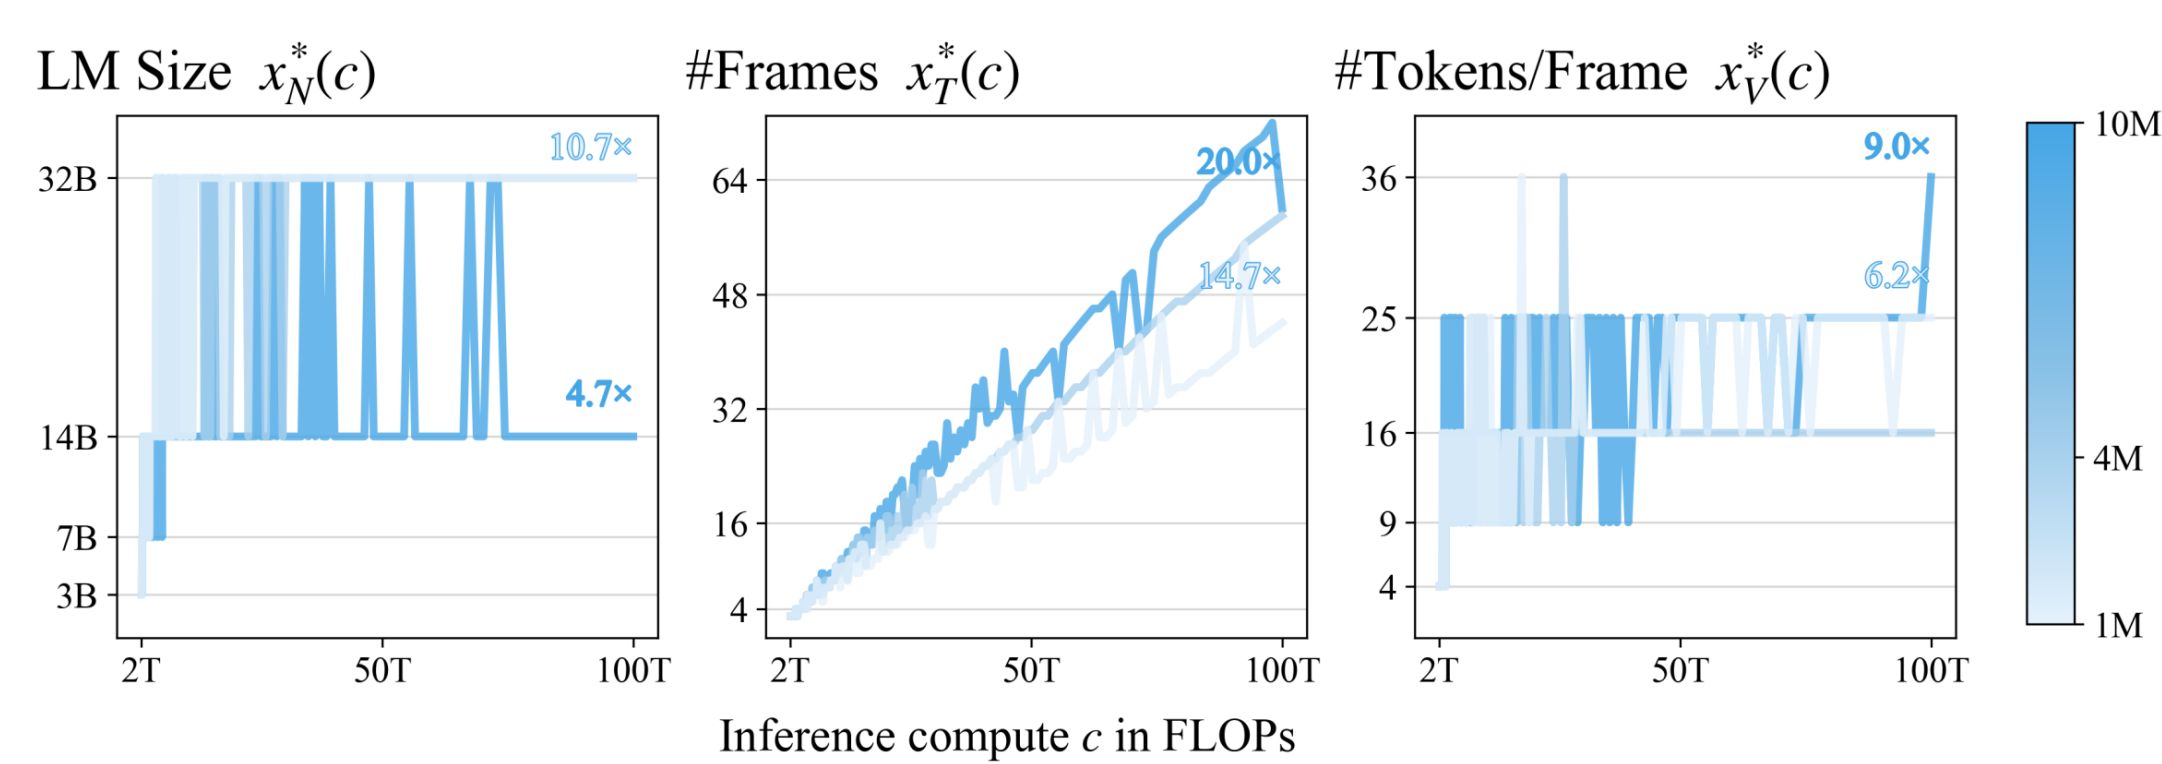 LM Size x*N(c)
10.7×
32B
4.7×
14B
7B
3B
2T 50T 100T
#Frames x*T(c)
20.0×
64
14.7×
48
32
16
4
2T 50T 100T
#Tokens/Frame x*V(c)
9.0×
36
6.2×
25
16
9
4
2T 50T 100T
10M
4M
1M
Inference compute c in FLOPs